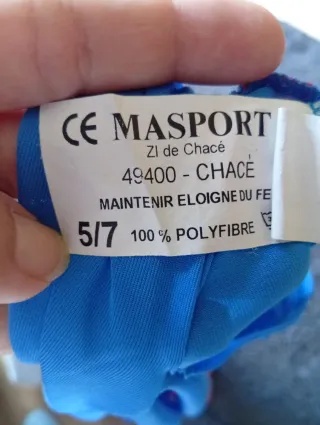 CE MASPORT
ZI de Chacé
49400 - CHACÉ
MAINTENIR ELOIGNE DU FE
5/7 100 % POLYFIBRE